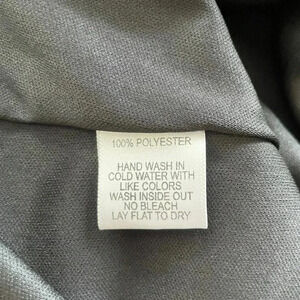 100% POLYESTER
HAND WASH IN
COLD WATER WITH
LIKE COLORS
WASH INSIDE OUT
NO BLEACH
LAY FLAT TO DRY